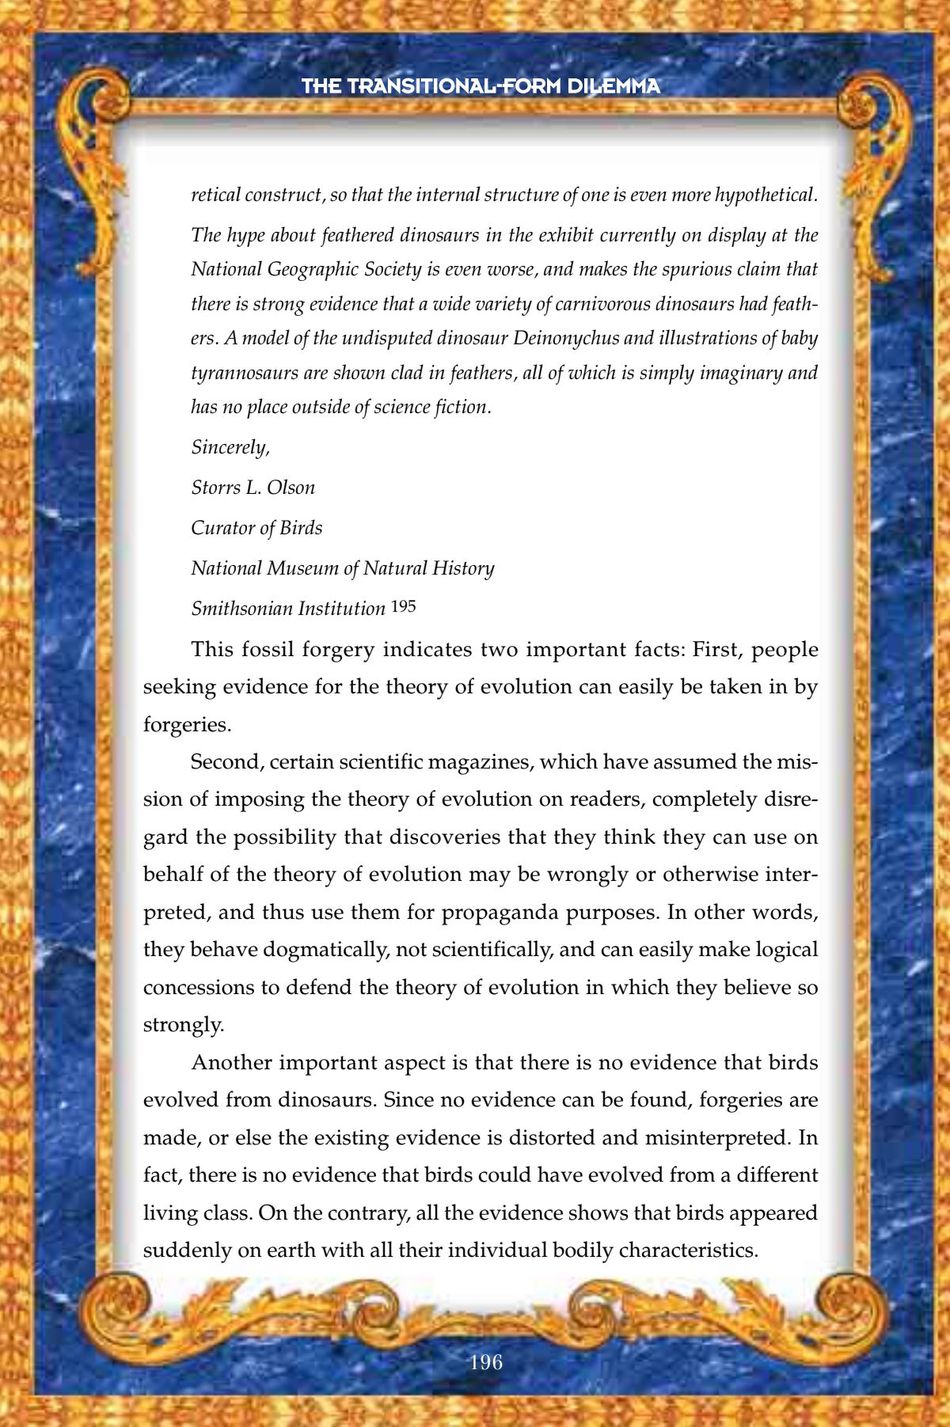 THE TRANSITIONAL-FORM DILEMMA
retical construct, so that the internal structure of one is even more hypothetical.
The hype about feathered dinosaurs in the exhibit currently on display at the
National Geographic Society is even worse, and makes the spurious claim that
there is strong evidence that a wide variety of carnivorous dinosaurs had feath-
ers. A model of the undisputed dinosaur Deinonychus and illustrations of baby
tyrannosaurs are shown clad in feathers, all of which is simply imaginary and
has no place outside of science fiction.
Sincerely,
Storrs L. Olson
Curator of Birds
National Museum of Natural History
Smithsonian Institution 195
This fossil forgery indicates two important facts: First, people
seeking evidence for the theory of evolution can easily be taken in by
forgeries.
Second, certain scientific magazines, which have assumed the mis-
sion of imposing the theory of evolution on readers, completely disre-
gard the possibility that discoveries that they think they can use on
behalf of the theory of evolution may be wrongly or otherwise inter-
preted, and thus use them for propaganda purposes. In other words,
they behave dogmatically, not scientifically, and can easily make logical
concessions to defend the theory of evolution in which they believe so
strongly.
Another important aspect is that there is no evidence that birds
evolved from dinosaurs. Since no evidence can be found, forgeries are
made, or else the existing evidence is distorted and misinterpreted. In
fact, there is no evidence that birds could have evolved from a different
living class. On the contrary, all the evidence shows that birds appeared
suddenly on earth with all their individual bodily characteristics.
196